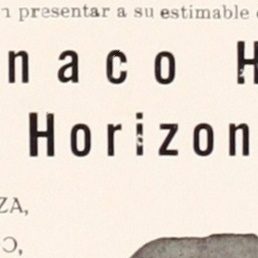 presentar a su estimable
naco H
Horizon
ZA,
O,